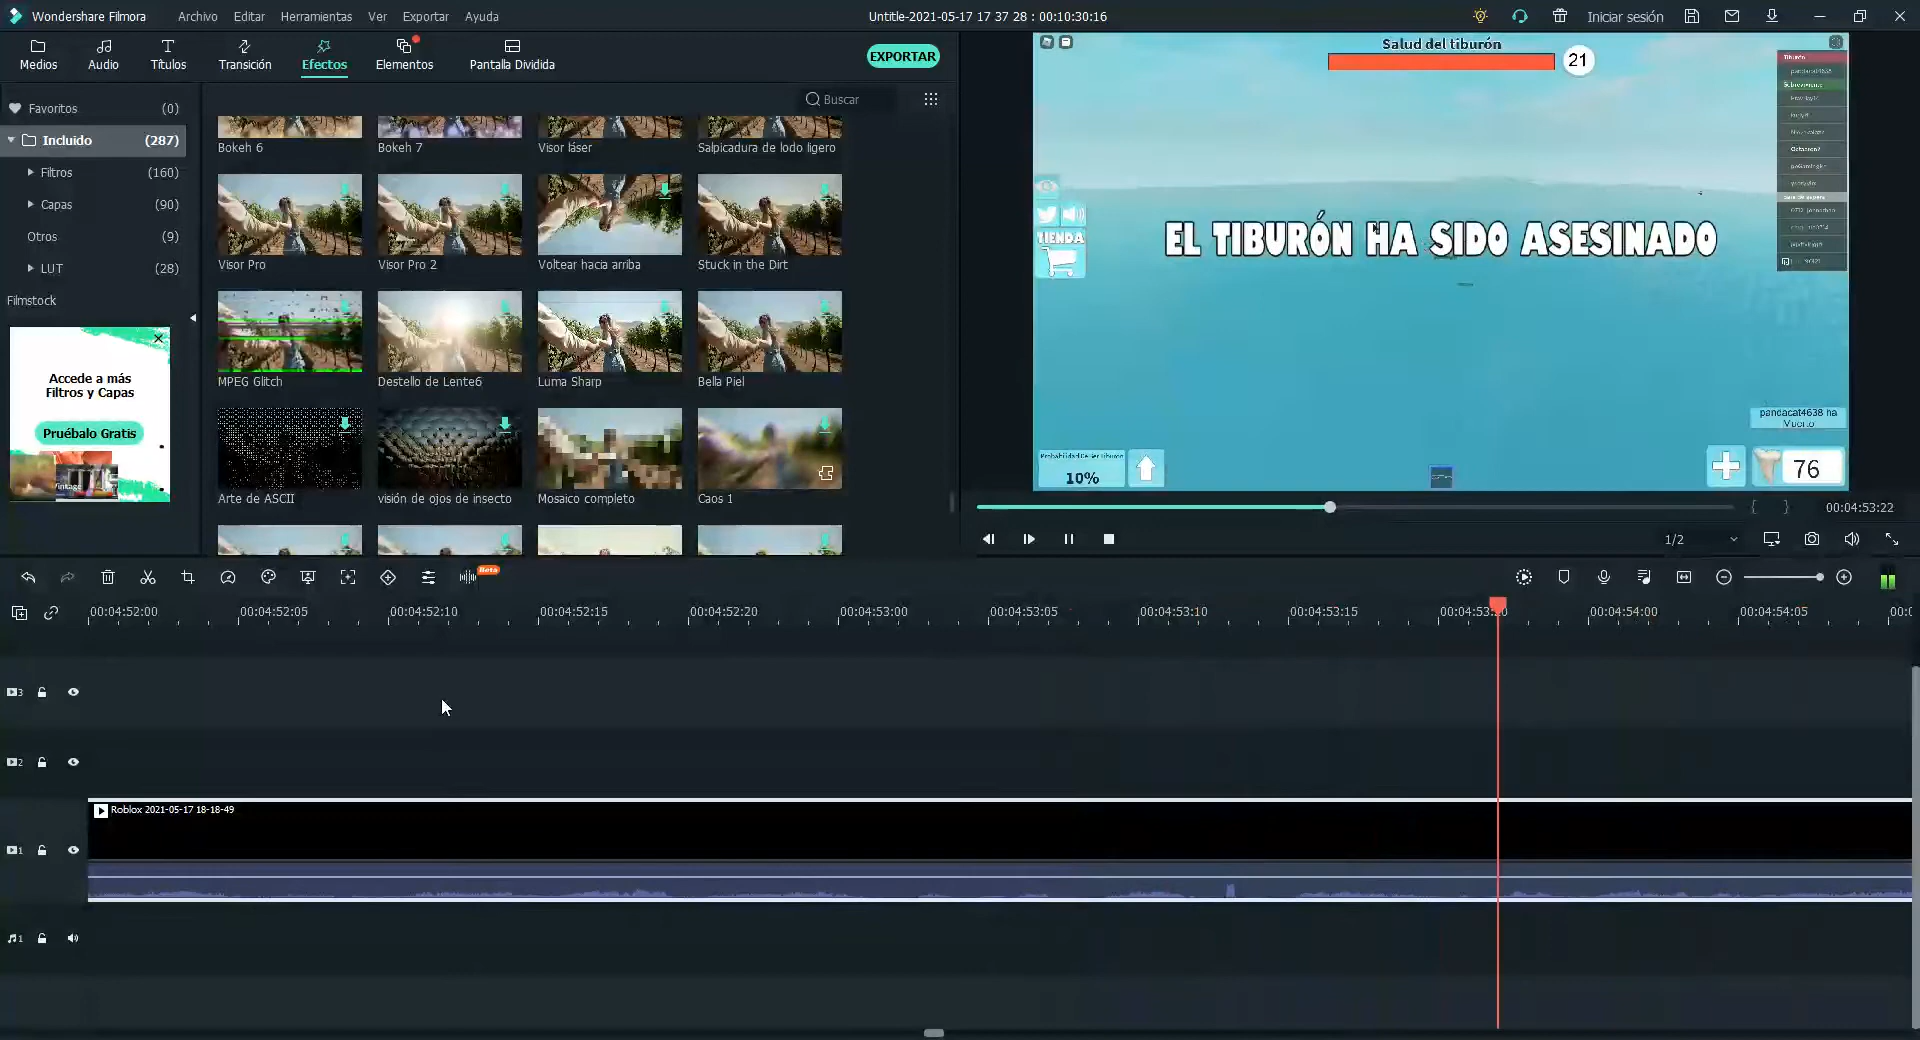 Wondershare Filmora
Archivo
Editar
Herramientas
Ver
Exportar
Ayuda
Untitle-2021-05-17 17 37 28 : 00:10:30:16
Iniciar sesión
Medios
Audio
Títulos
Transición
Efectos
Elementos
Pantalla Dividida
EXPORTAR
Favoritos (0)
Incluido (287)
Filtros (160)
Capas (90)
Otros (9)
LUT (28)
Filmstock
Accede a más
Filtros y Capas
Pruébalo Gratis
Vintage
Buscar
Bokeh 6
Bokeh 7
Visor láser
Salpicadura de lodo ligero
Visor Pro
Visor Pro 2
Voltear hacia arriba
Stuck in the Dirt
MPEG Glitch
Destello de Lente6
Luma Sharp
Bella Piel
Arte de ASCII
visión de ojos de insecto
Mosaico completo
Caos 1
Salud del tiburón
21
Tiburón
pandacat4638
TIENDA
EL TIBURÓN HA SIDO ASESINADO
pandacat4638 ha
Muerto
Probabilidad De Ser Tiburón
10%
76
{ }
00:04:53:22
1/2
Beta
00:04:52:00
00:04:52:05
00:04:52:10
00:04:52:15
00:04:52:20
00:04:53:00
00:04:53:05
00:04:53:10
00:04:53:15
00:04:53:20
00:04:54:00
00:04:54:05
3
2
Roblox 2021-05-17 18-18-49
1
1